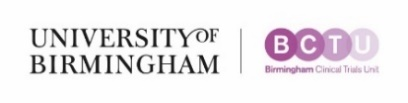 UNIVERSITY OF
BIRMINGHAM
BCTU
Birmingham Clinical Trials Unit